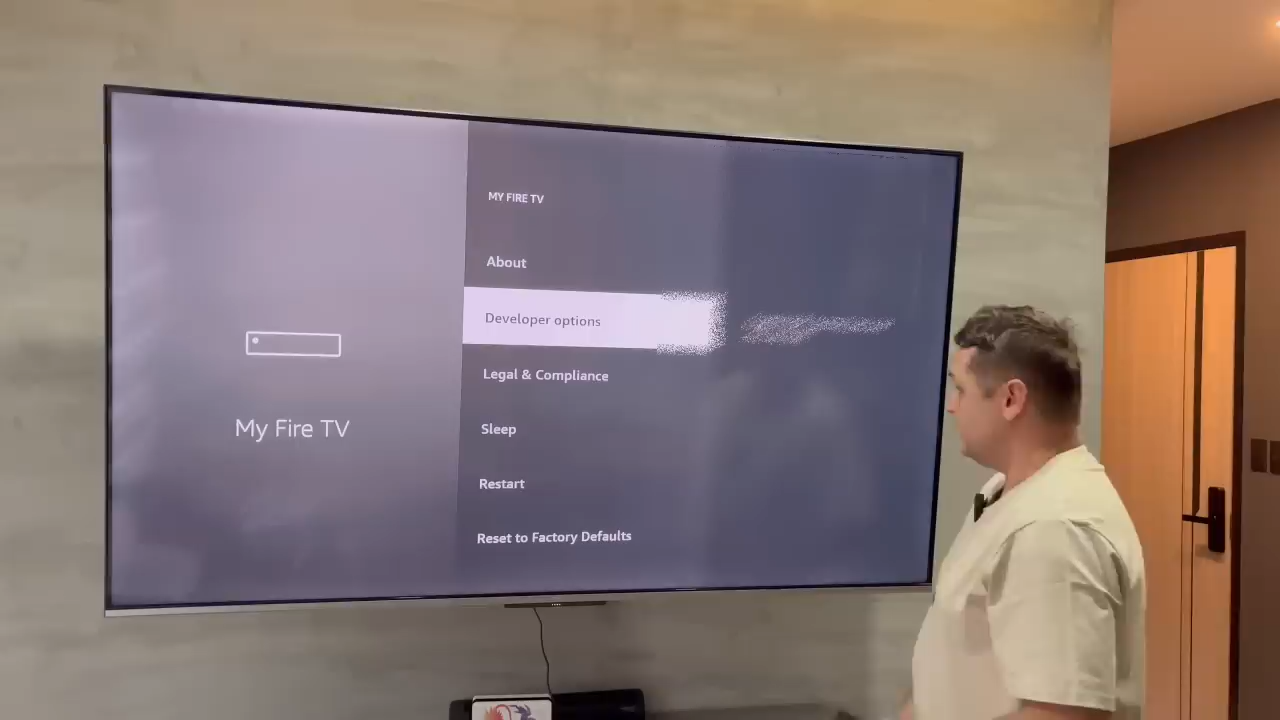 MY FIRE TV
About
Developer options
Legal & Compliance
Sleep
Restart
Reset to Factory Defaults
My Fire TV